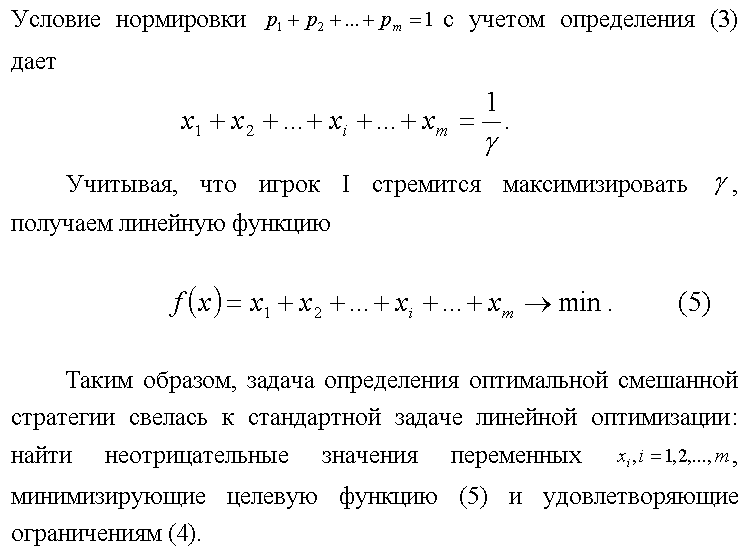 Условие нормировки p₁ + p₂ + ... + pₘ = 1 с учетом определения (3)
дает
x₁ + x₂ + ... + xᵢ + ... + xₘ = 1/γ.
Учитывая, что игрок I стремится максимизировать γ,
получаем линейную функцию
f(x) = x₁ + x₂ + ... + xᵢ + ... + xₘ → min . (5)
Таким образом, задача определения оптимальной смешанной
стратегии свелась к стандартной задаче линейной оптимизации:
найти неотрицательные значения переменных xᵢ, i = 1,2,...,m,
минимизирующие целевую функцию (5) и удовлетворяющие
ограничениям (4).